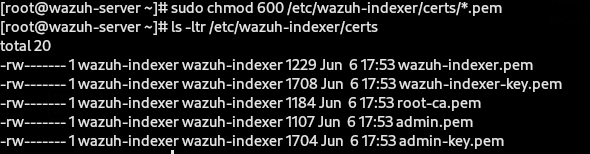 [root@wazuh-server ~]# sudo chmod 600 /etc/wazuh-indexer/certs/*.pem
[root@wazuh-server ~]# ls -ltr /etc/wazuh-indexer/certs
total 20
-rw------- 1 wazuh-indexer wazuh-indexer 1229 Jun  6 17:53 wazuh-indexer.pem
-rw------- 1 wazuh-indexer wazuh-indexer 1708 Jun  6 17:53 wazuh-indexer-key.pem
-rw------- 1 wazuh-indexer wazuh-indexer 1184 Jun  6 17:53 root-ca.pem
-rw------- 1 wazuh-indexer wazuh-indexer 1107 Jun  6 17:53 admin.pem
-rw------- 1 wazuh-indexer wazuh-indexer 1704 Jun  6 17:53 admin-key.pem